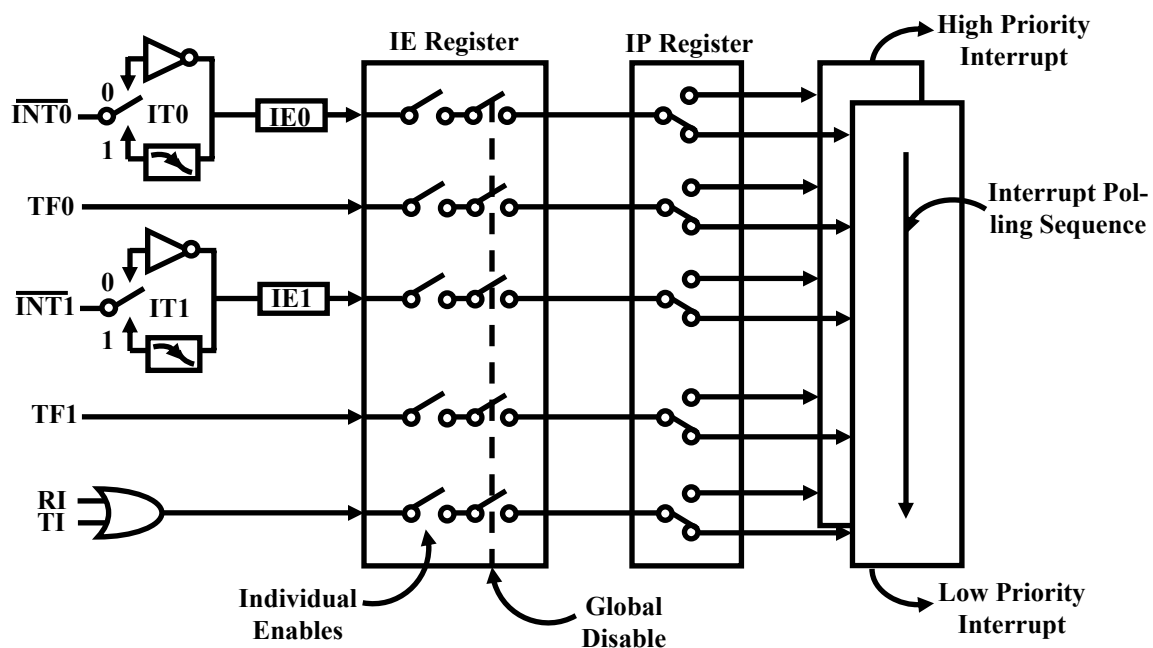 High Priority
Interrupt
IE Register
IP Register
0
INT0
IT0
IE0
1
TF0
Interrupt Pol-
ling Sequence
0
INT1
IT1
IE1
1
TF1
RI
TI
Individual
Enables
Global
Disable
Low Priority
Interrupt